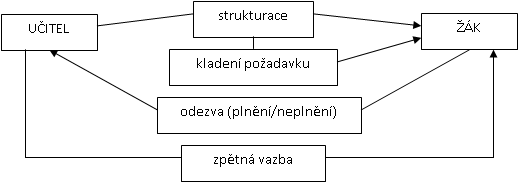 strukturace
UČITEL
ŽÁK
kladení požadavku
odezva (plnění/neplnění)
zpětná vazba